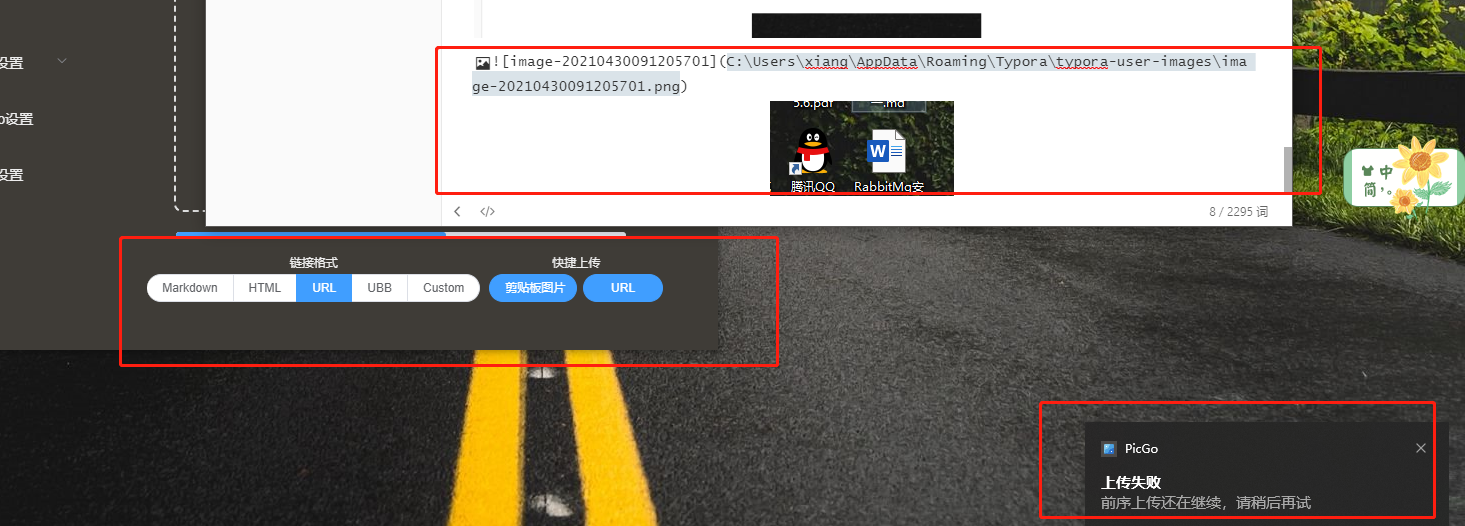 设置
o设置
设置
![image-20210430091205701](C:\Users\xiang\AppData\Roaming\Typora\typora-user-images\ima
ge-20210430091205701.png)
5.6.pdf
一.md
腾讯QQ
RabbitMq安
8 / 2295 词
中
简
链接格式
快捷上传
Markdown
HTML
URL
UBB
Custom
剪贴板图片
URL
PicGo
上传失败
前序上传还在继续，请稍后再试